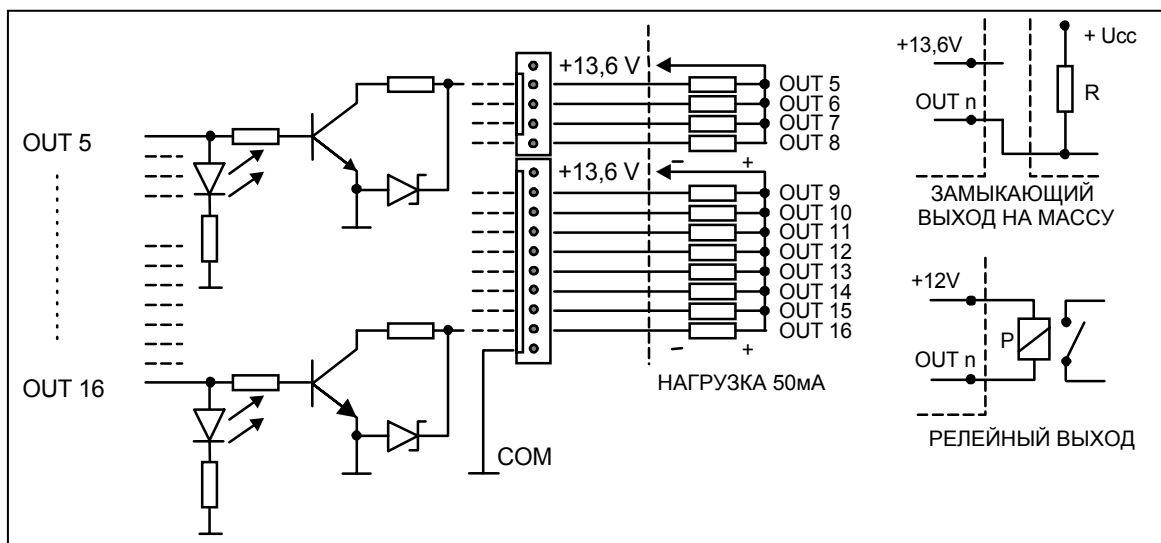 OUT 5
OUT 16
+13,6 V
OUT 5
OUT 6
OUT 7
OUT 8
- +
+13,6 V
OUT 9
OUT 10
OUT 11
OUT 12
OUT 13
OUT 14
OUT 15
OUT 16
- +
НАГРУЗКА 50мА
COM
+13,6V
+ Ucc
OUT n
R
ЗАМЫКАЮЩИЙ
ВЫХОД НА МАССУ
+12V
P
OUT n
РЕЛЕЙНЫЙ ВЫХОД